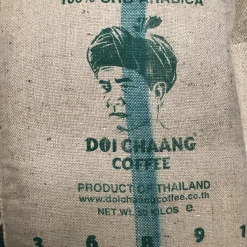 100% SHB ARABICA
DOI CHAANG
COFFEE
PRODUCT OF THAILAND
www.doichaangcoffee.co.th
NET WT. KILOS e
3 6 8 9 1